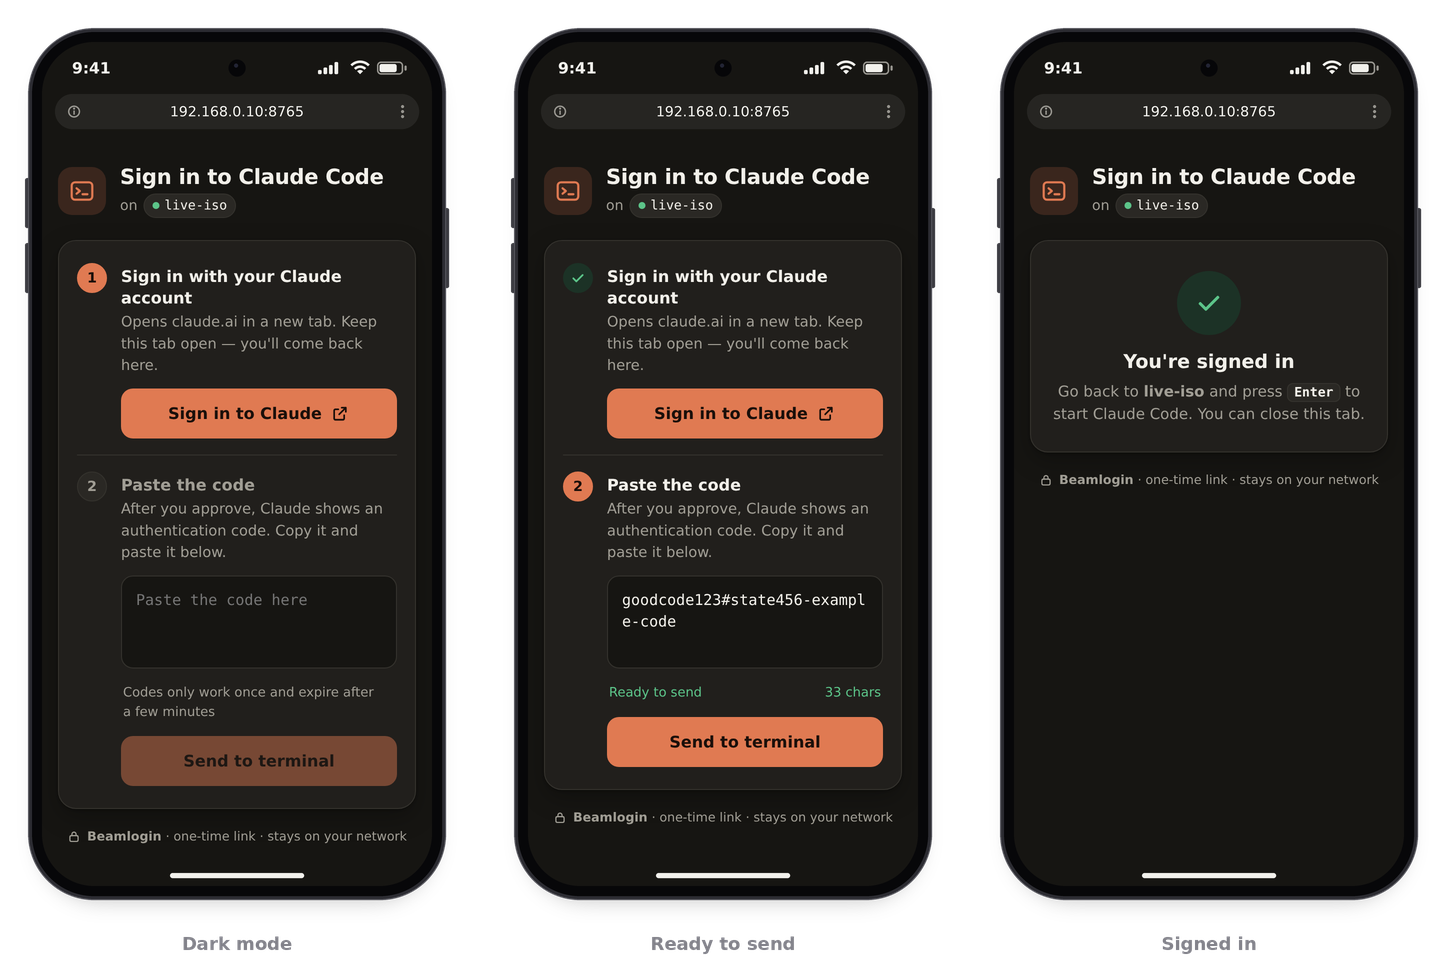 9:41
192.168.0.10:8765
Sign in to Claude Code
on live-iso
1
Sign in with your Claude
account
Opens claude.ai in a new tab. Keep
this tab open — you'll come back
here.
Sign in to Claude
2
Paste the code
After you approve, Claude shows an
authentication code. Copy it and
paste it below.
Paste the code here
Codes only work once and expire after
a few minutes
Send to terminal
Beamlogin · one-time link · stays on your network
Dark mode
9:41
192.168.0.10:8765
Sign in to Claude Code
on live-iso
Sign in with your Claude
account
Opens claude.ai in a new tab. Keep
this tab open — you'll come back
here.
Sign in to Claude
2
Paste the code
After you approve, Claude shows an
authentication code. Copy it and
paste it below.
goodcode123#state456-exampl
e-code
Ready to send 33 chars
Send to terminal
Beamlogin · one-time link · stays on your network
Ready to send
9:41
192.168.0.10:8765
Sign in to Claude Code
on live-iso
You're signed in
Go back to live-iso and press Enter to
start Claude Code. You can close this tab.
Beamlogin · one-time link · stays on your network
Signed in